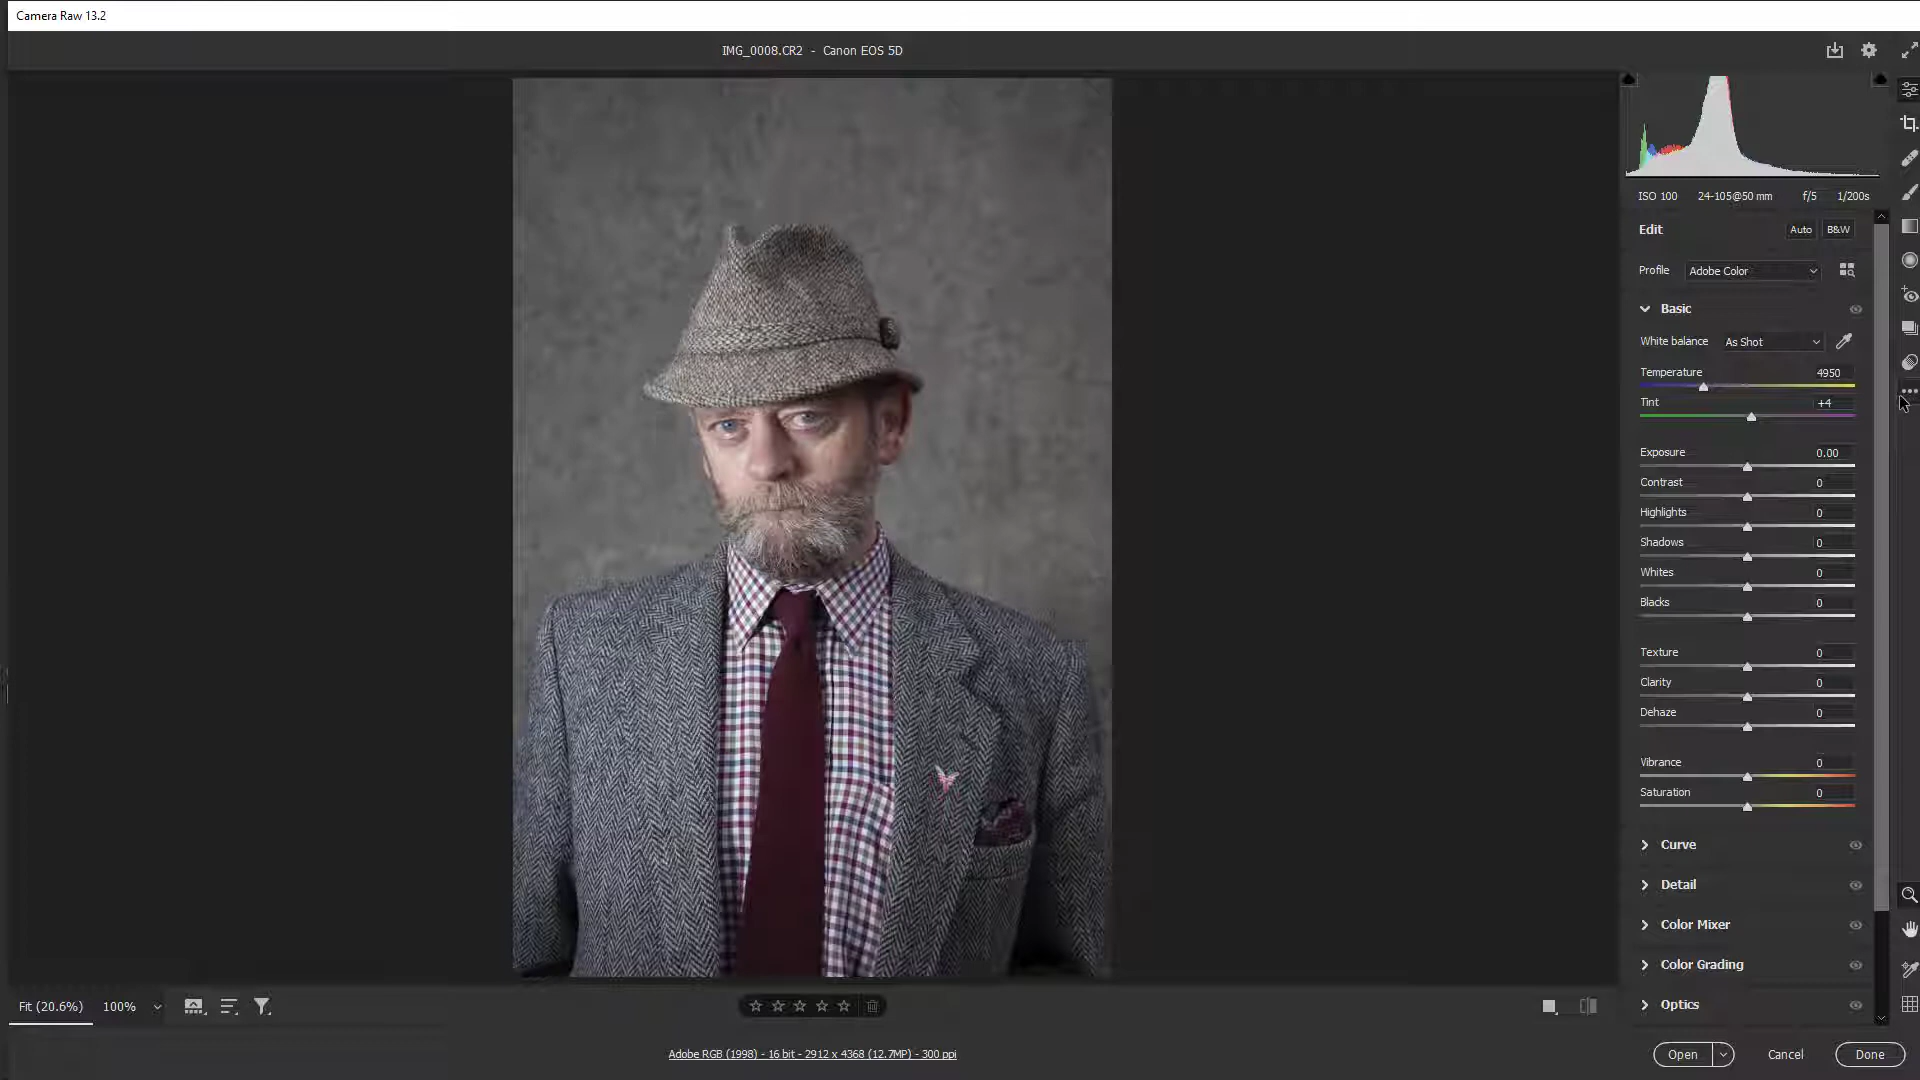 Camera Raw 13.2
IMG_0008.CR2 - Canon EOS 5D
ISO 100 24-105@50 mm f/5 1/200s
Edit Auto B&W
Profile Adobe Color
Basic
White balance As Shot
Temperature 4950
Tint +4
Exposure 0.00
Contrast 0
Highlights 0
Shadows 0
Whites 0
Blacks 0
Texture 0
Clarity 0
Dehaze 0
Vibrance 0
Saturation 0
Curve
Detail
Color Mixer
Color Grading
Optics
Fit (20.6%) 100%
Adobe RGB (1998) - 16 bit - 2912 x 4368 (12.7MP) - 300 ppi
Open Cancel Done